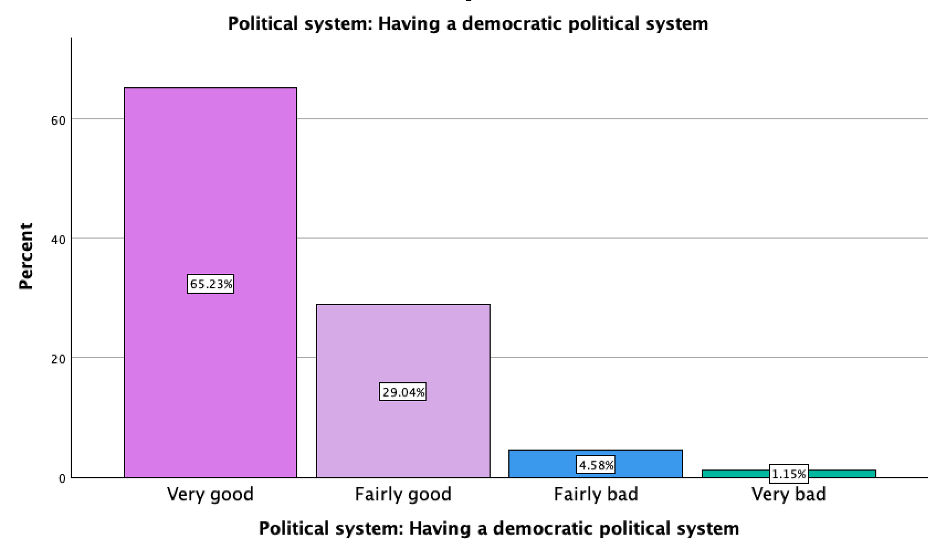 Political system: Having a democratic political system
Percent
60
40
20
0
65.23%
29.04%
4.58%
1.15%
Very good
Fairly good
Fairly bad
Very bad
Political system: Having a democratic political system